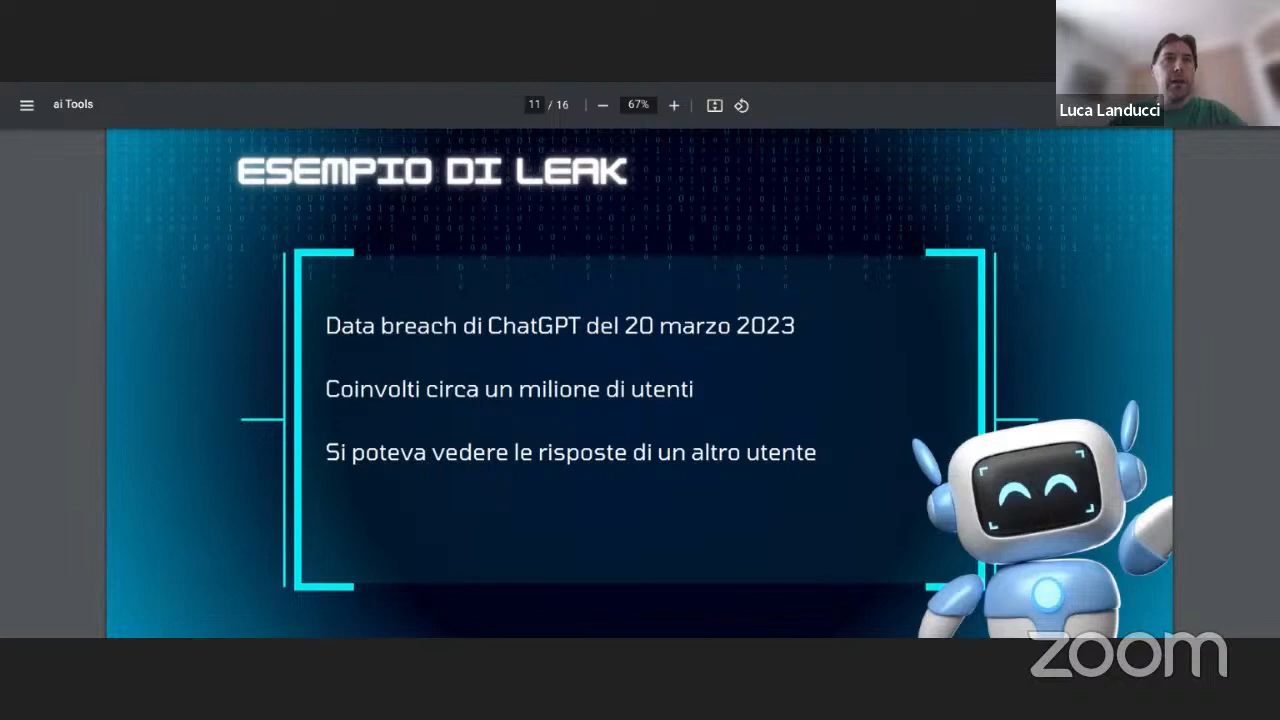 ai Tools
11 / 16
67%
Luca Landucci
ESEMPIO DI LEAK
Data breach di ChatGPT del 20 marzo 2023
Coinvolti circa un milione di utenti
Si poteva vedere le risposte di un altro utente
zoom